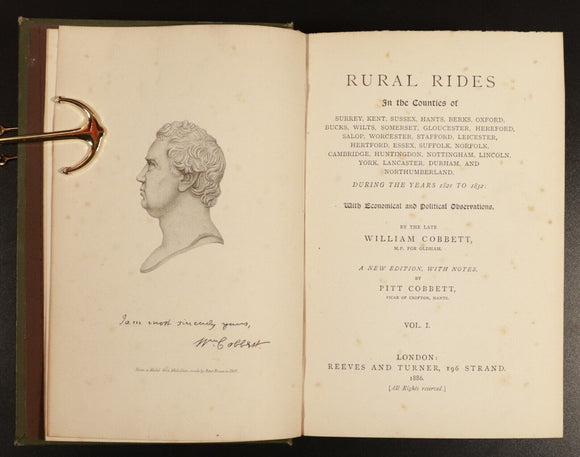 I am most sincerely yours,
Wm. Cobbett.
From a
RURAL RIDES
In the Counties of
SURREY, KENT, SUSSEX, HANTS, BERKS, OXFORD,
BUCKS, WILTS, SOMERSET, GLOUCESTER, HEREFORD,
SALOP, WORCESTER, STAFFORD, LEICESTER,
HERTFORD, ESSEX, SUFFOLK, NORFOLK,
CAMBRIDGE, HUNTINGDON, NOTTINGHAM, LINCOLN,
YORK, LANCASTER, DURHAM, AND
NORTHUMBERLAND.
DURING THE YEARS 1821 TO 1832:
With Economical and Political Observations.
BY THE LATE
WILLIAM COBBETT,
M.P. FOR OLDHAM.
A NEW EDITION, WITH NOTES,
BY
PITT COBBETT,
VICAR OF CROFTON, HANTS.
VOL. I.
LONDON:
REEVES AND TURNER, 196 STRAND.
1886.
[All Rights reserved.]